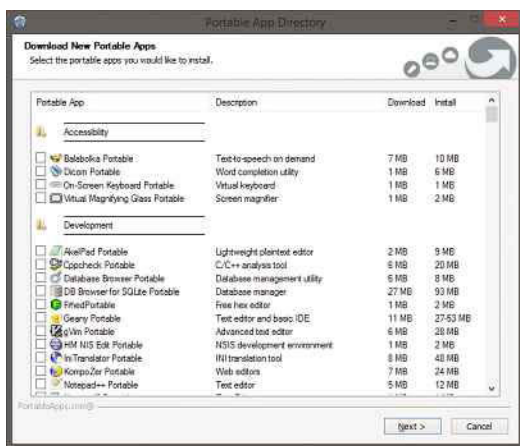 Portable App Directory
Download New Portable Apps
Select the portable apps you would like to install.
Portable App Description Download Install
Accessibility
Balabolka Portable Text-to-speech on demand 7 MB 10 MB
Dicom Portable Word completion utility 1 MB 6 MB
On-Screen Keyboard Portable Virtual keyboard 1 MB 1 MB
Virtual Magnifying Glass Portable Screen magnifier 1 MB 2 MB
Development
AkelPad Portable Lightweight plaintext editor 2 MB 9 MB
Cppcheck Portable C/C++ analysis tool 6 MB 20 MB
Database Browser Portable Database management utility 6 MB 8 MB
DB Browser for SQLite Portable Database manager 27 MB 93 MB
FrhedPortable Free hex editor 1 MB 2 MB
Geany Portable Text editor and basic IDE 11 MB 27-53 MB
gVim Portable Advanced text editor 6 MB 28 MB
HM NIS Edit Portable NSIS development environment 1 MB 2 MB
IniTranslator Portable INI translation tool 8 MB 48 MB
KompoZer Portable Web editors 7 MB 24 MB
Notepad++ Portable Text editor 5 MB 12 MB
PortableApps.com®
Next > Cancel